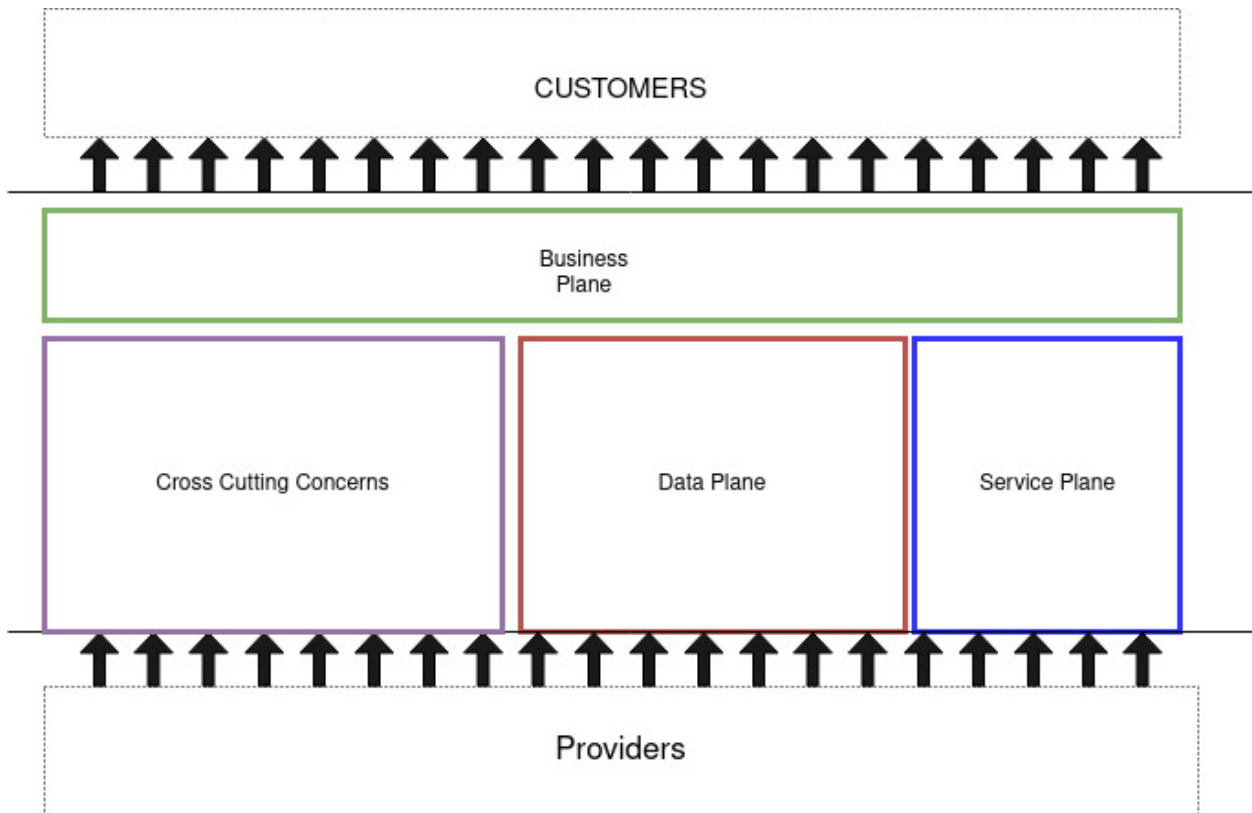 CUSTOMERS
Business
Plane
Cross Cutting Concerns
Data Plane
Service Plane
Providers